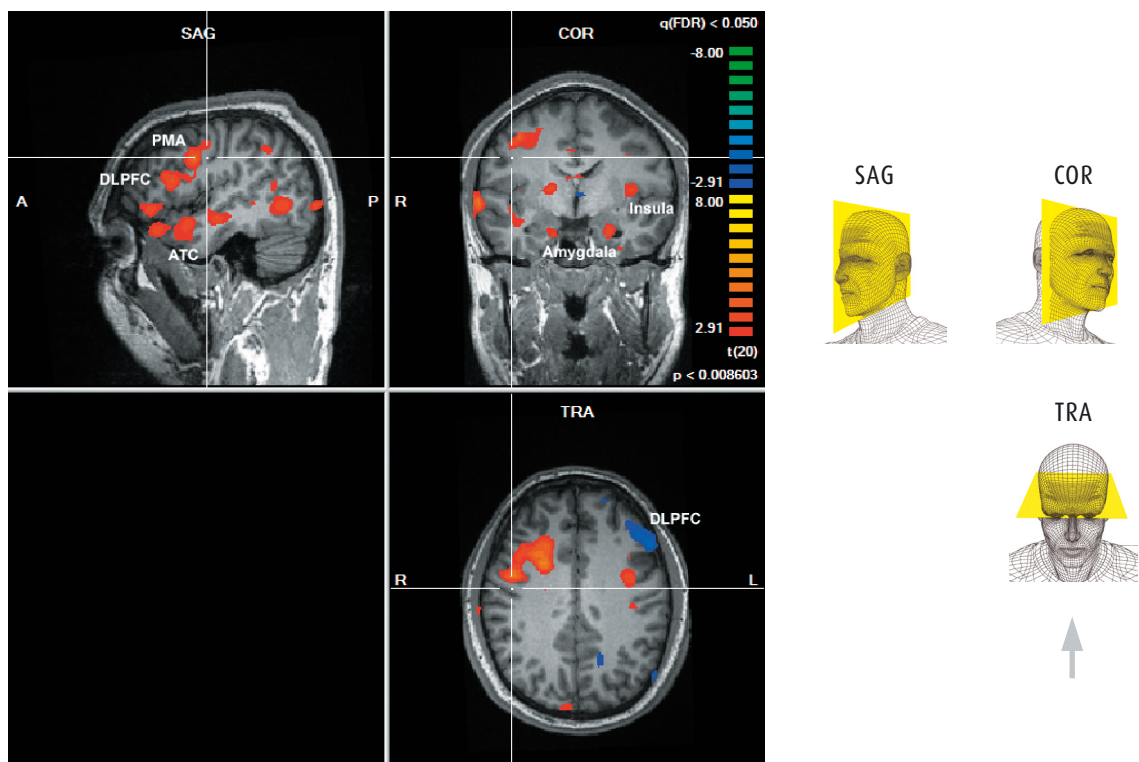 SAG
PMA
DLPFC
A
P
ATC
COR
q(FDR) < 0.050
-8.00
-2.91
8.00
R
Insula
Amygdala
2.91
t(20)
p < 0.008603
TRA
DLPFC
R
L
SAG
COR
TRA